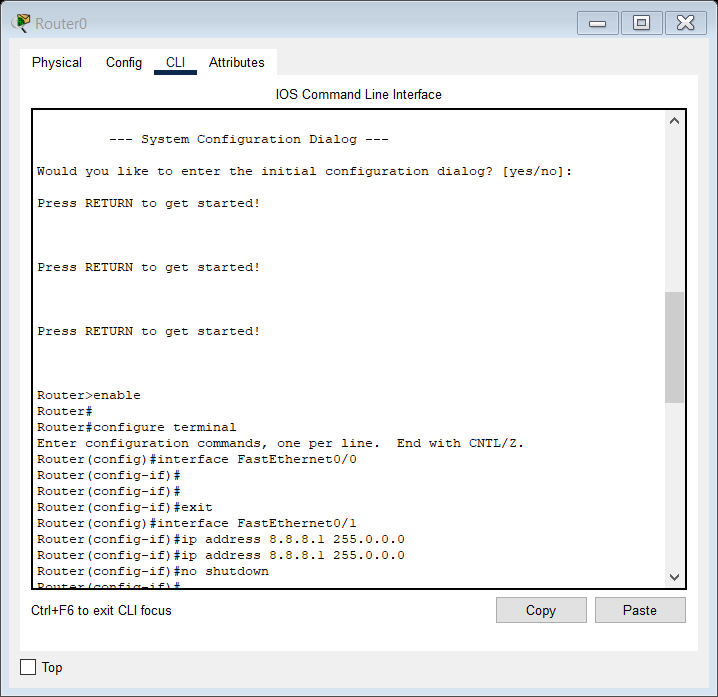 Router0
Physical Config CLI Attributes
IOS Command Line Interface
--- System Configuration Dialog ---
Would you like to enter the initial configuration dialog? [yes/no]:
Press RETURN to get started!
Press RETURN to get started!
Press RETURN to get started!
Router>enable
Router#
Router#configure terminal
Enter configuration commands, one per line.  End with CNTL/Z.
Router(config)#interface FastEthernet0/0
Router(config-if)#
Router(config-if)#
Router(config-if)#exit
Router(config)#interface FastEthernet0/1
Router(config-if)#ip address 8.8.8.1 255.0.0.0
Router(config-if)#ip address 8.8.8.1 255.0.0.0
Router(config-if)#no shutdown
Router(config-if)#
Ctrl+F6 to exit CLI focus
Copy Paste
Top